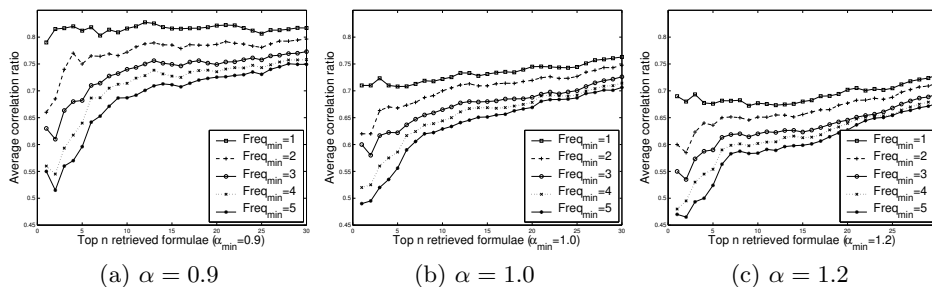 Average correlation ratio
0.8
0.75
0.7
0.65
0.6
0.55
0.5
0.45
0 5 10 15 20 25 30
Freq_min=1
Freq_min=2
Freq_min=3
Freq_min=4
Freq_min=5
Top n retrieved formulae (α_min=0.9)
(a) α = 0.9
Average correlation ratio
0.8
0.75
0.7
0.65
0.6
0.55
0.5
0.45
0 5 10 15 20 25 30
Freq_min=1
Freq_min=2
Freq_min=3
Freq_min=4
Freq_min=5
Top n retrieved formulae (α_min=1.0)
(b) α = 1.0
Average correlation ratio
0.8
0.75
0.7
0.65
0.6
0.55
0.5
0.45
0 5 10 15 20 25 30
Freq_min=1
Freq_min=2
Freq_min=3
Freq_min=4
Freq_min=5
Top n retrieved formulae (α_min=1.2)
(c) α = 1.2